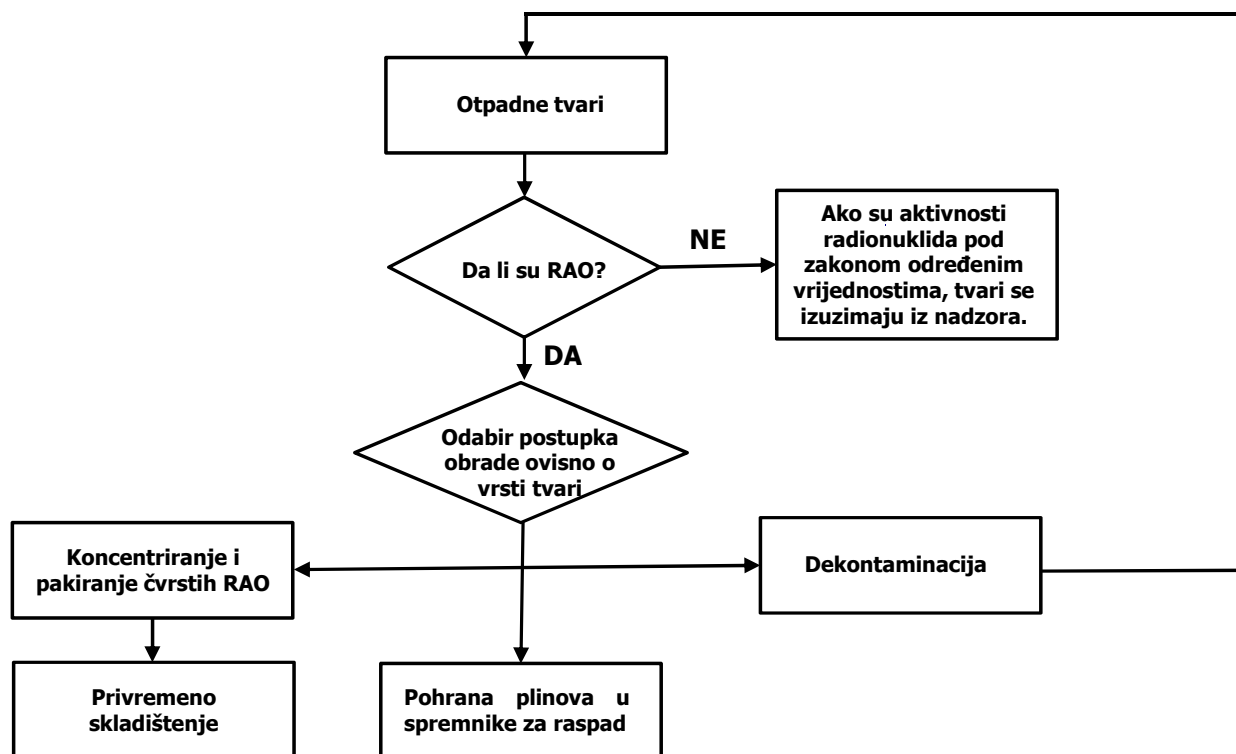 Otpadne tvari
Da li su RAO?
NE
Ako su aktivnosti
radionuklida pod
zakonom određenim
vrijednostima, tvari se
izuzimaju iz nadzora.
DA
Odabir postupka
obrade ovisno o
vrsti tvari
Koncentriranje i
pakiranje čvrstih RAO
Dekontaminacija
Privremeno
skladištenje
Pohrana plinova u
spremnike za raspad